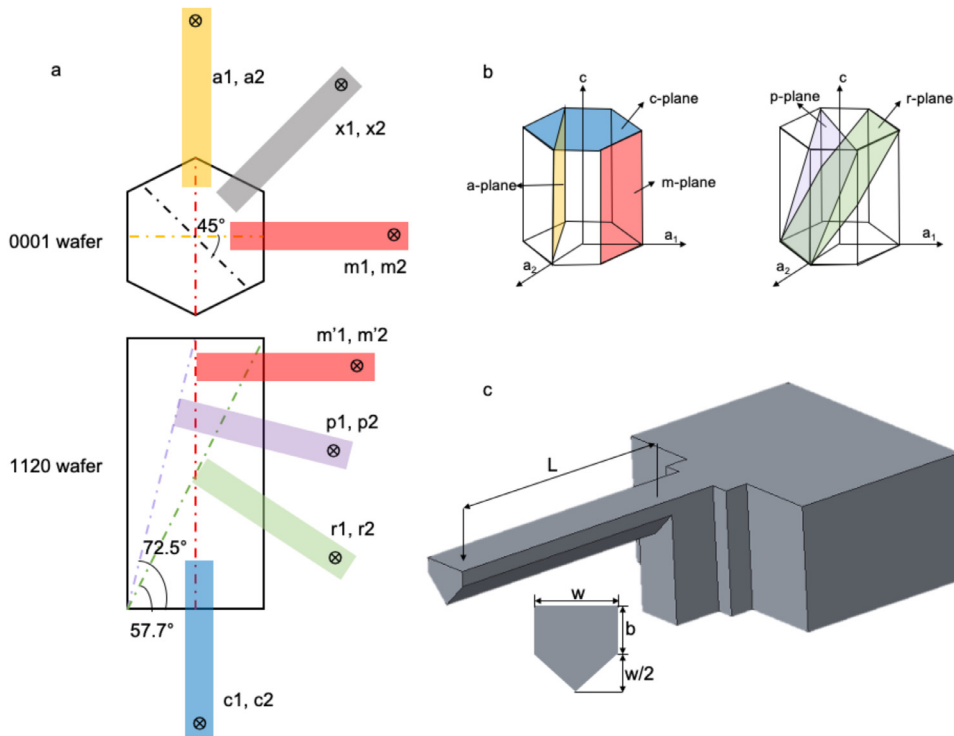 a
a1, a2
x1, x2
45°
0001 wafer
m1, m2
m'1, m'2
p1, p2
1120 wafer
r1, r2
72.5°
57.7°
c1, c2
b
c
c-plane
a-plane
m-plane
a₁
a₂
c
p-plane
r-plane
a₁
a₂
c
L
w
b
w/2